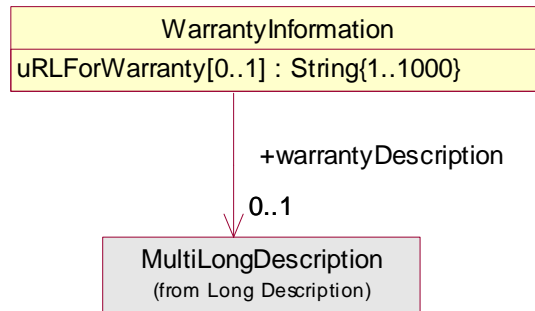 WarrantyInformation
uRLForWarranty[0..1] : String{1..1000}
+warrantyDescription
0..1
MultiLongDescription
(from Long Description)